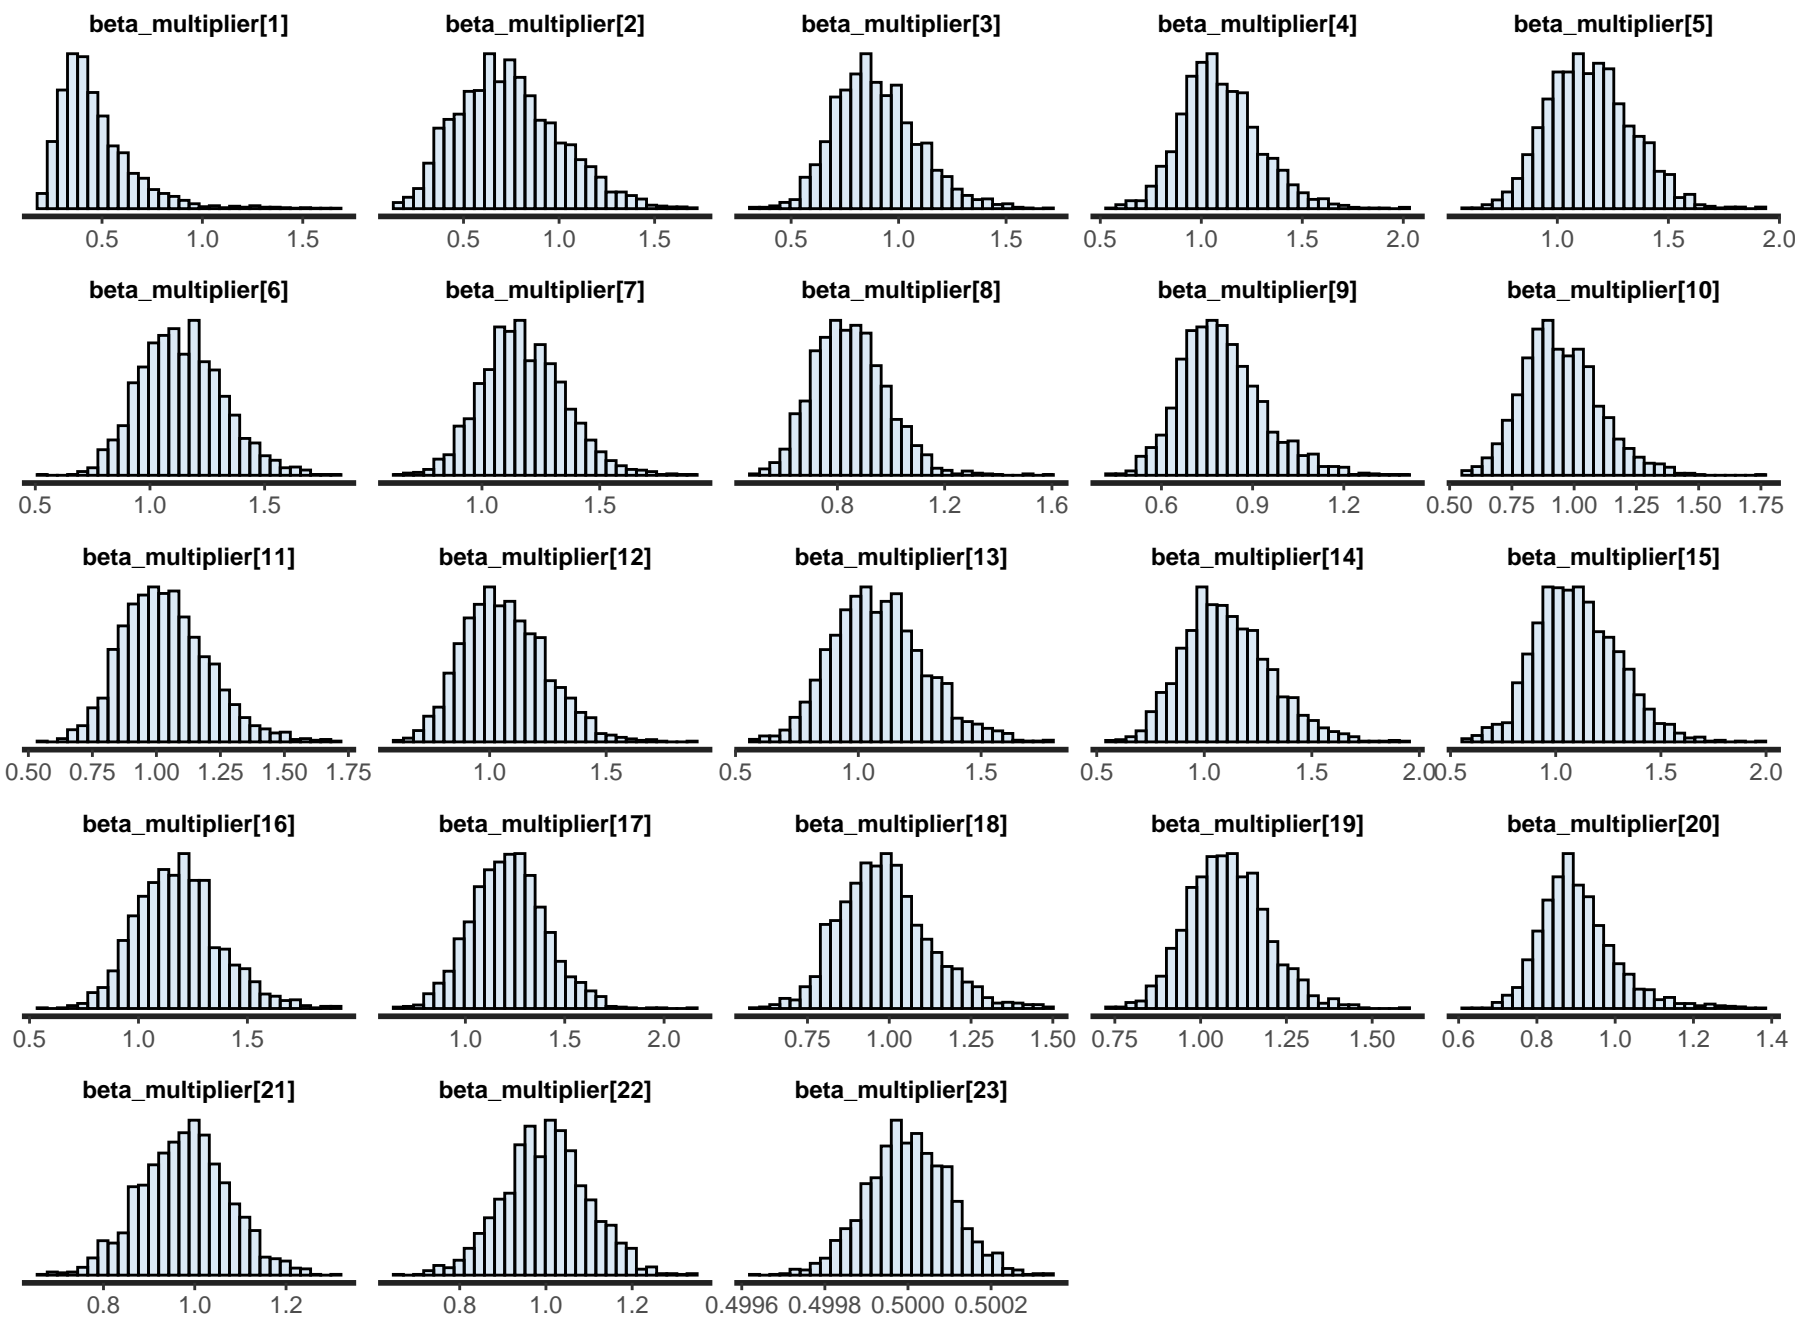 beta_multiplier[1] beta_multiplier[2] beta_multiplier[3] beta_multiplier[4] beta_multiplier[5]
0.5 1.0 1.5 0.5 1.0 1.5 0.5 1.0 1.5 0.5 1.0 1.5 2.0 1.0 1.5 2.0
beta_multiplier[6] beta_multiplier[7] beta_multiplier[8] beta_multiplier[9] beta_multiplier[10]
0.5 1.0 1.5 1.0 1.5 0.8 1.2 1.6 0.6 0.9 1.2 0.50 0.75 1.00 1.25 1.50 1.75
beta_multiplier[11] beta_multiplier[12] beta_multiplier[13] beta_multiplier[14] beta_multiplier[15]
0.50 0.75 1.00 1.25 1.50 1.75 1.0 1.5 0.5 1.0 1.5 0.5 1.0 1.5 2.0 0.5 1.0 1.5 2.0
beta_multiplier[16] beta_multiplier[17] beta_multiplier[18] beta_multiplier[19] beta_multiplier[20]
0.5 1.0 1.5 1.0 1.5 2.0 0.75 1.00 1.25 1.50 0.75 1.00 1.25 1.50 0.6 0.8 1.0 1.2 1.4
beta_multiplier[21] beta_multiplier[22] beta_multiplier[23]
0.8 1.0 1.2 0.8 1.0 1.2 0.4996 0.4998 0.5000 0.5002